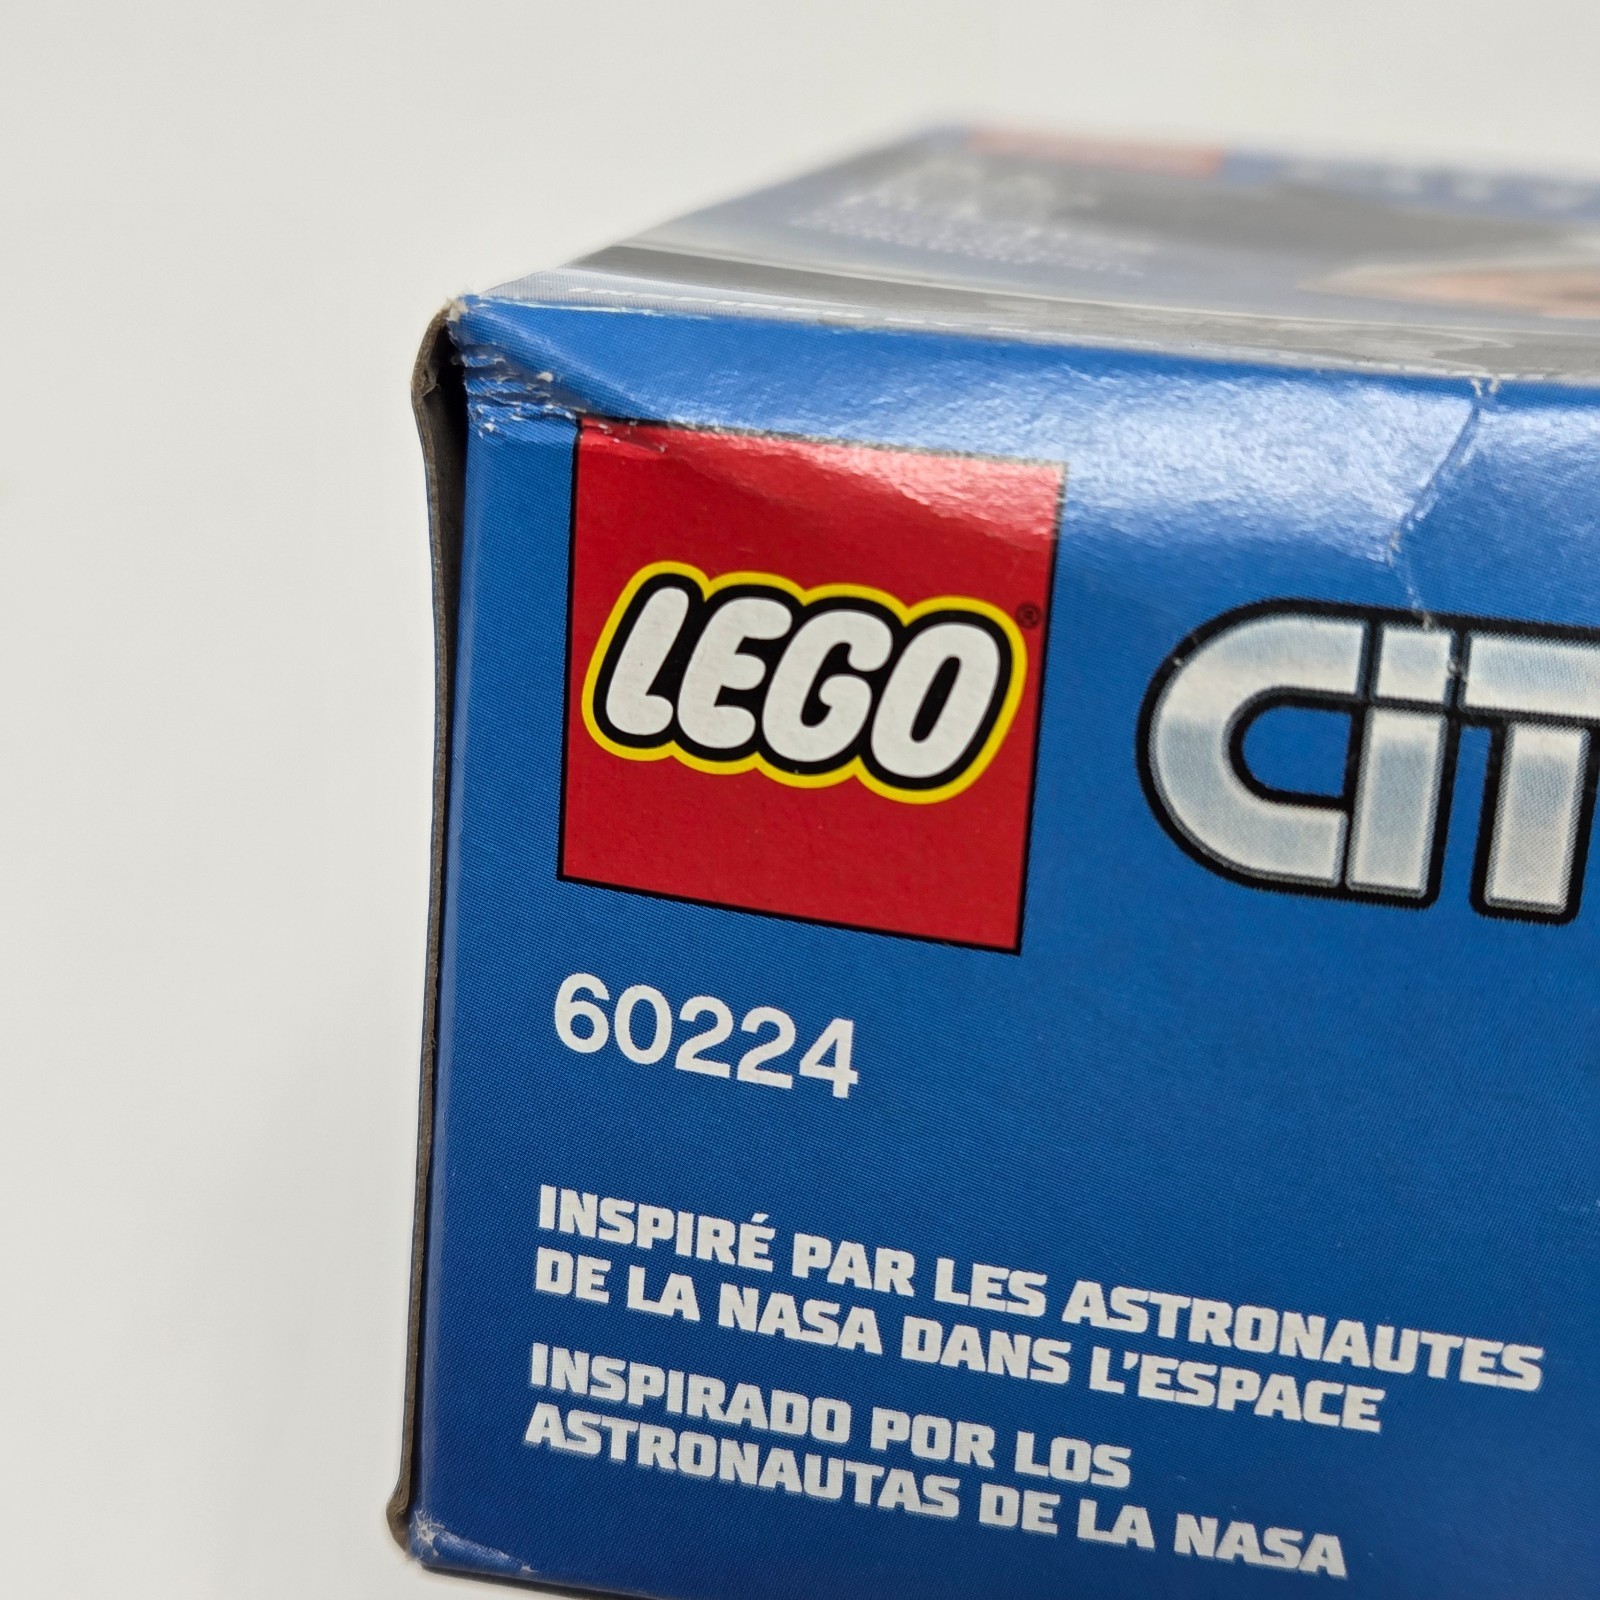 LEGO®
CIT
60224
INSPIRÉ PAR LES ASTRONAUTES
DE LA NASA DANS L'ESPACE
INSPIRADO POR LOS
ASTRONAUTAS DE LA NASA